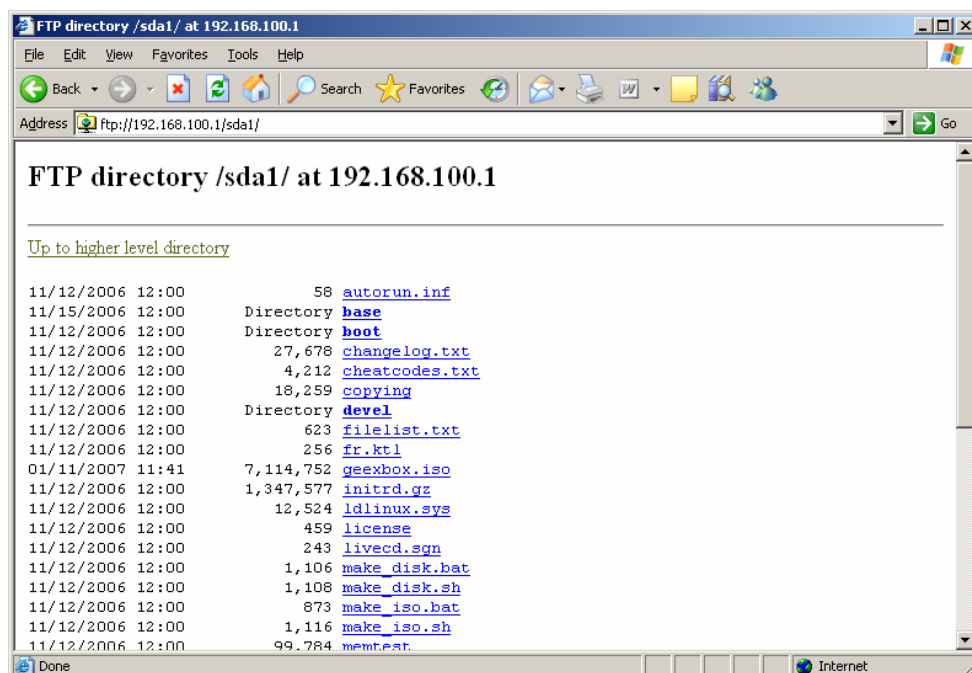 FTP directory /sda1/ at 192.168.100.1
File Edit View Favorites Tools Help
Back Search Favorites W
Address ftp://192.168.100.1/sda1/ Go
FTP directory /sda1/ at 192.168.100.1
Up to higher level directory
11/12/2006 12:00 58 autorun.inf
11/15/2006 12:00 Directory base
11/12/2006 12:00 Directory boot
11/12/2006 12:00 27,678 changelog.txt
11/12/2006 12:00 4,212 cheatcodes.txt
11/12/2006 12:00 18,259 copying
11/12/2006 12:00 Directory devel
11/12/2006 12:00 623 filelist.txt
11/12/2006 12:00 256 fr.ktl
01/11/2007 11:41 7,114,752 geexbox.iso
11/12/2006 12:00 1,347,577 initrd.gz
11/12/2006 12:00 12,524 ldlinux.sys
11/12/2006 12:00 459 license
11/12/2006 12:00 243 livecd.sgn
11/12/2006 12:00 1,106 make_disk.bat
11/12/2006 12:00 1,108 make_disk.sh
11/12/2006 12:00 873 make_iso.bat
11/12/2006 12:00 1,116 make_iso.sh
11/12/2006 12:00 99,784 memtest
Done Internet